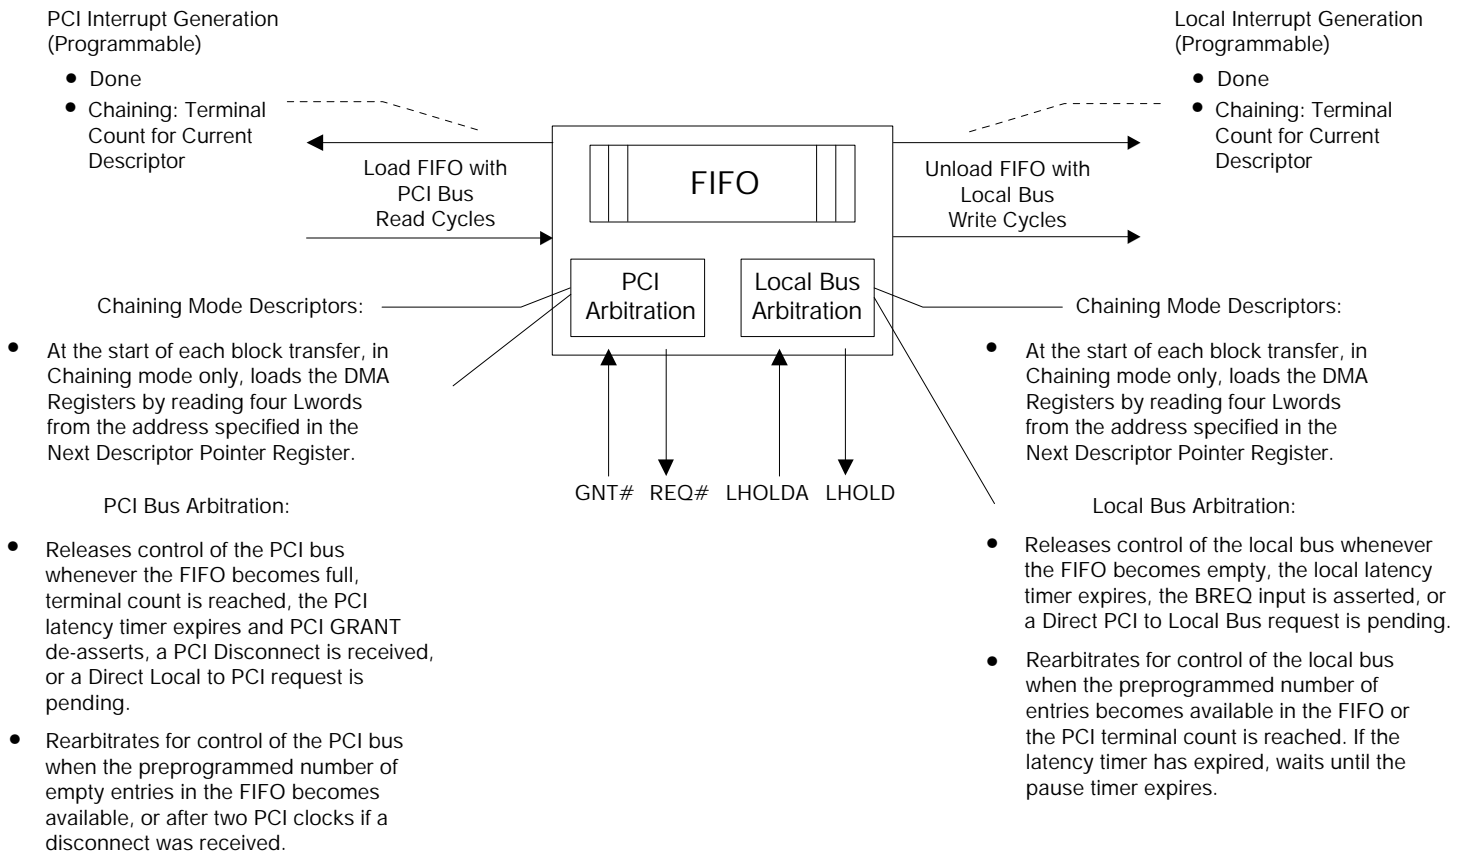 PCI Interrupt Generation
(Programmable)
• Done
• Chaining: Terminal
Count for Current
Descriptor
Local Interrupt Generation
(Programmable)
• Done
• Chaining: Terminal
Count for Current
Descriptor
Load FIFO with
PCI Bus
Read Cycles
FIFO
Unload FIFO with
Local Bus
Write Cycles
PCI
Arbitration
Local Bus
Arbitration
GNT# REQ# LHOLDA LHOLD
Chaining Mode Descriptors:
• At the start of each block transfer, in
Chaining mode only, loads the DMA
Registers by reading four Lwords
from the address specified in the
Next Descriptor Pointer Register.
PCI Bus Arbitration:
• Releases control of the PCI bus
whenever the FIFO becomes full,
terminal count is reached, the PCI
latency timer expires and PCI GRANT
de-asserts, a PCI Disconnect is received,
or a Direct Local to PCI request is
pending.
• Rearbitrates for control of the PCI bus
when the preprogrammed number of
empty entries in the FIFO becomes
available, or after two PCI clocks if a
disconnect was received.
Chaining Mode Descriptors:
• At the start of each block transfer, in
Chaining mode only, loads the DMA
Registers by reading four Lwords
from the address specified in the
Next Descriptor Pointer Register.
Local Bus Arbitration:
• Releases control of the local bus whenever
the FIFO becomes empty, the local latency
timer expires, the BREQ input is asserted, or
a Direct PCI to Local Bus request is pending.
• Rearbitrates for control of the local bus
when the preprogrammed number of
entries becomes available in the FIFO or
the PCI terminal count is reached. If the
latency timer has expired, waits until the
pause timer expires.